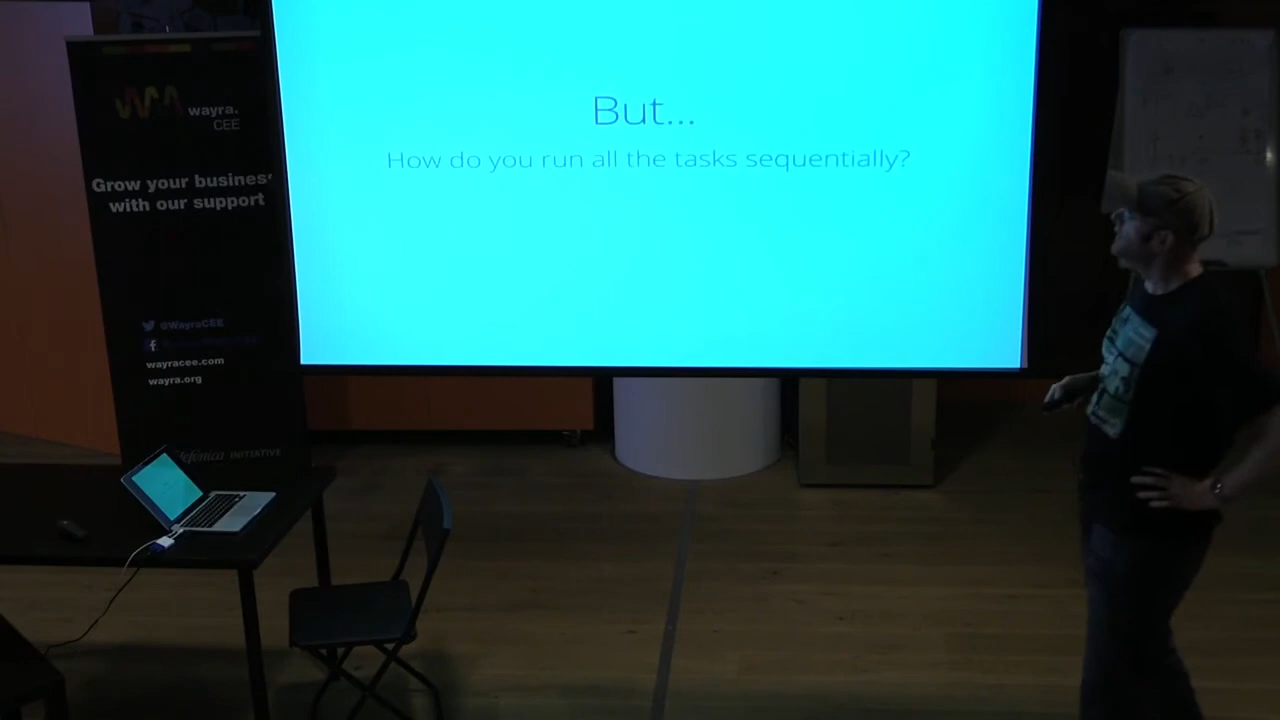 But...
How do you run all the tasks sequentially?
wayra.
CEE
Grow your busines
with our support
@WayraCEE
wayracee.com
wayra.org
Telefónica INITIATIVE